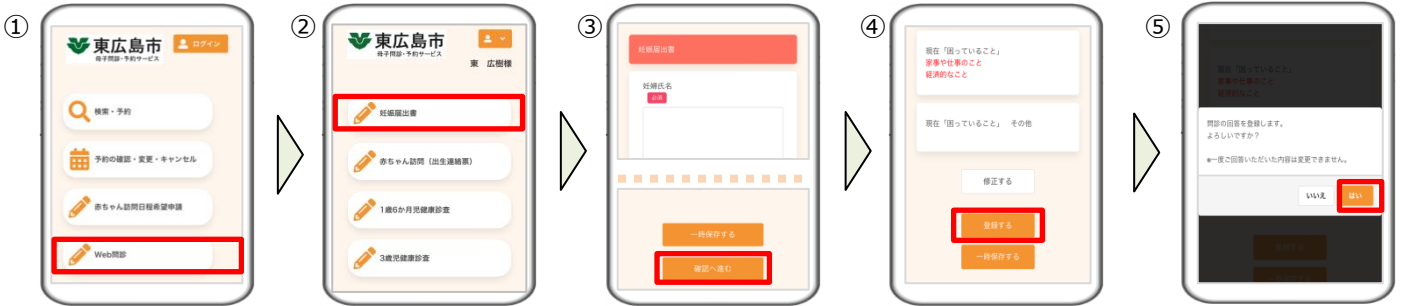 ①
東広島市
母子問診・予約サービス
ログイン
検索・予約
予約の確認・変更・キャンセル
赤ちゃん訪問日程希望申請
Web問診
②
東広島市
母子問診・予約サービス
東 広樹様
妊娠届出書
赤ちゃん訪問（出生連絡票）
1歳6か月児健康診査
3歳児健康診査
③
妊娠届出書
妊婦氏名
必須
一時保存する
確認へ進む
④
現在「困っていること」
家事や仕事のこと
経済的なこと
現在「困っていること」 その他
修正する
登録する
一時保存する
⑤
現在「困っていること」
家事や仕事のこと
経済的なこと
問診の回答を登録します。
よろしいですか？
※一度ご回答いただいた内容は変更できません。
いいえ
はい
登録する
一時保存する